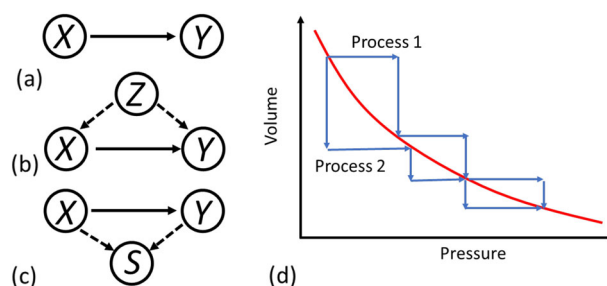 X Y
(a)
Z
X Y
(b)
X Y
S
(c)
Process 1
Volume
Process 2
Pressure
(d)